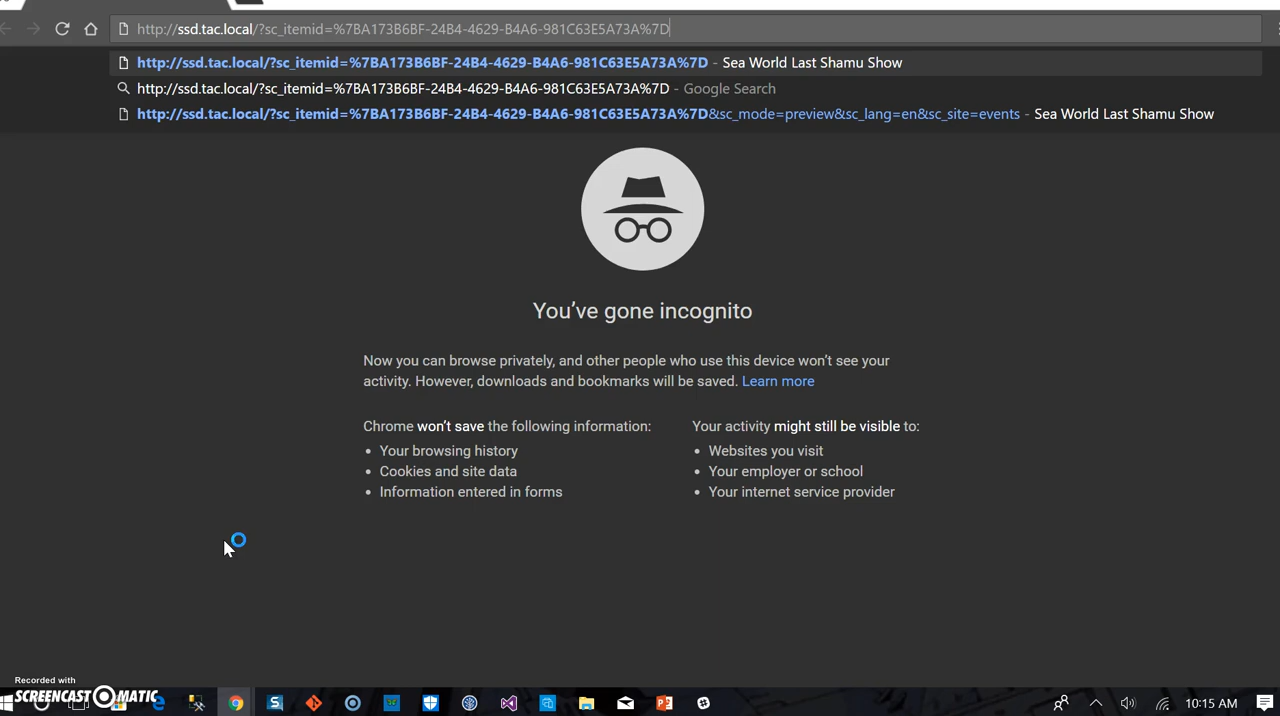 http://ssd.tac.local/?sc_itemid=%7BA173B6BF-24B4-4629-B4A6-981C63E5A73A%7D
http://ssd.tac.local/?sc_itemid=%7BA173B6BF-24B4-4629-B4A6-981C63E5A73A%7D - Sea World Last Shamu Show
http://ssd.tac.local/?sc_itemid=%7BA173B6BF-24B4-4629-B4A6-981C63E5A73A%7D - Google Search
http://ssd.tac.local/?sc_itemid=%7BA173B6BF-24B4-4629-B4A6-981C63E5A73A%7D&sc_mode=preview&sc_lang=en&sc_site=events - Sea World Last Shamu Show
You've gone incognito
Now you can browse privately, and other people who use this device won't see your
activity. However, downloads and bookmarks will be saved. Learn more
Chrome won't save the following information:
• Your browsing history
• Cookies and site data
• Information entered in forms
Your activity might still be visible to:
• Websites you visit
• Your employer or school
• Your internet service provider
Recorded with
SCREENCAST-O-MATIC
10:15 AM